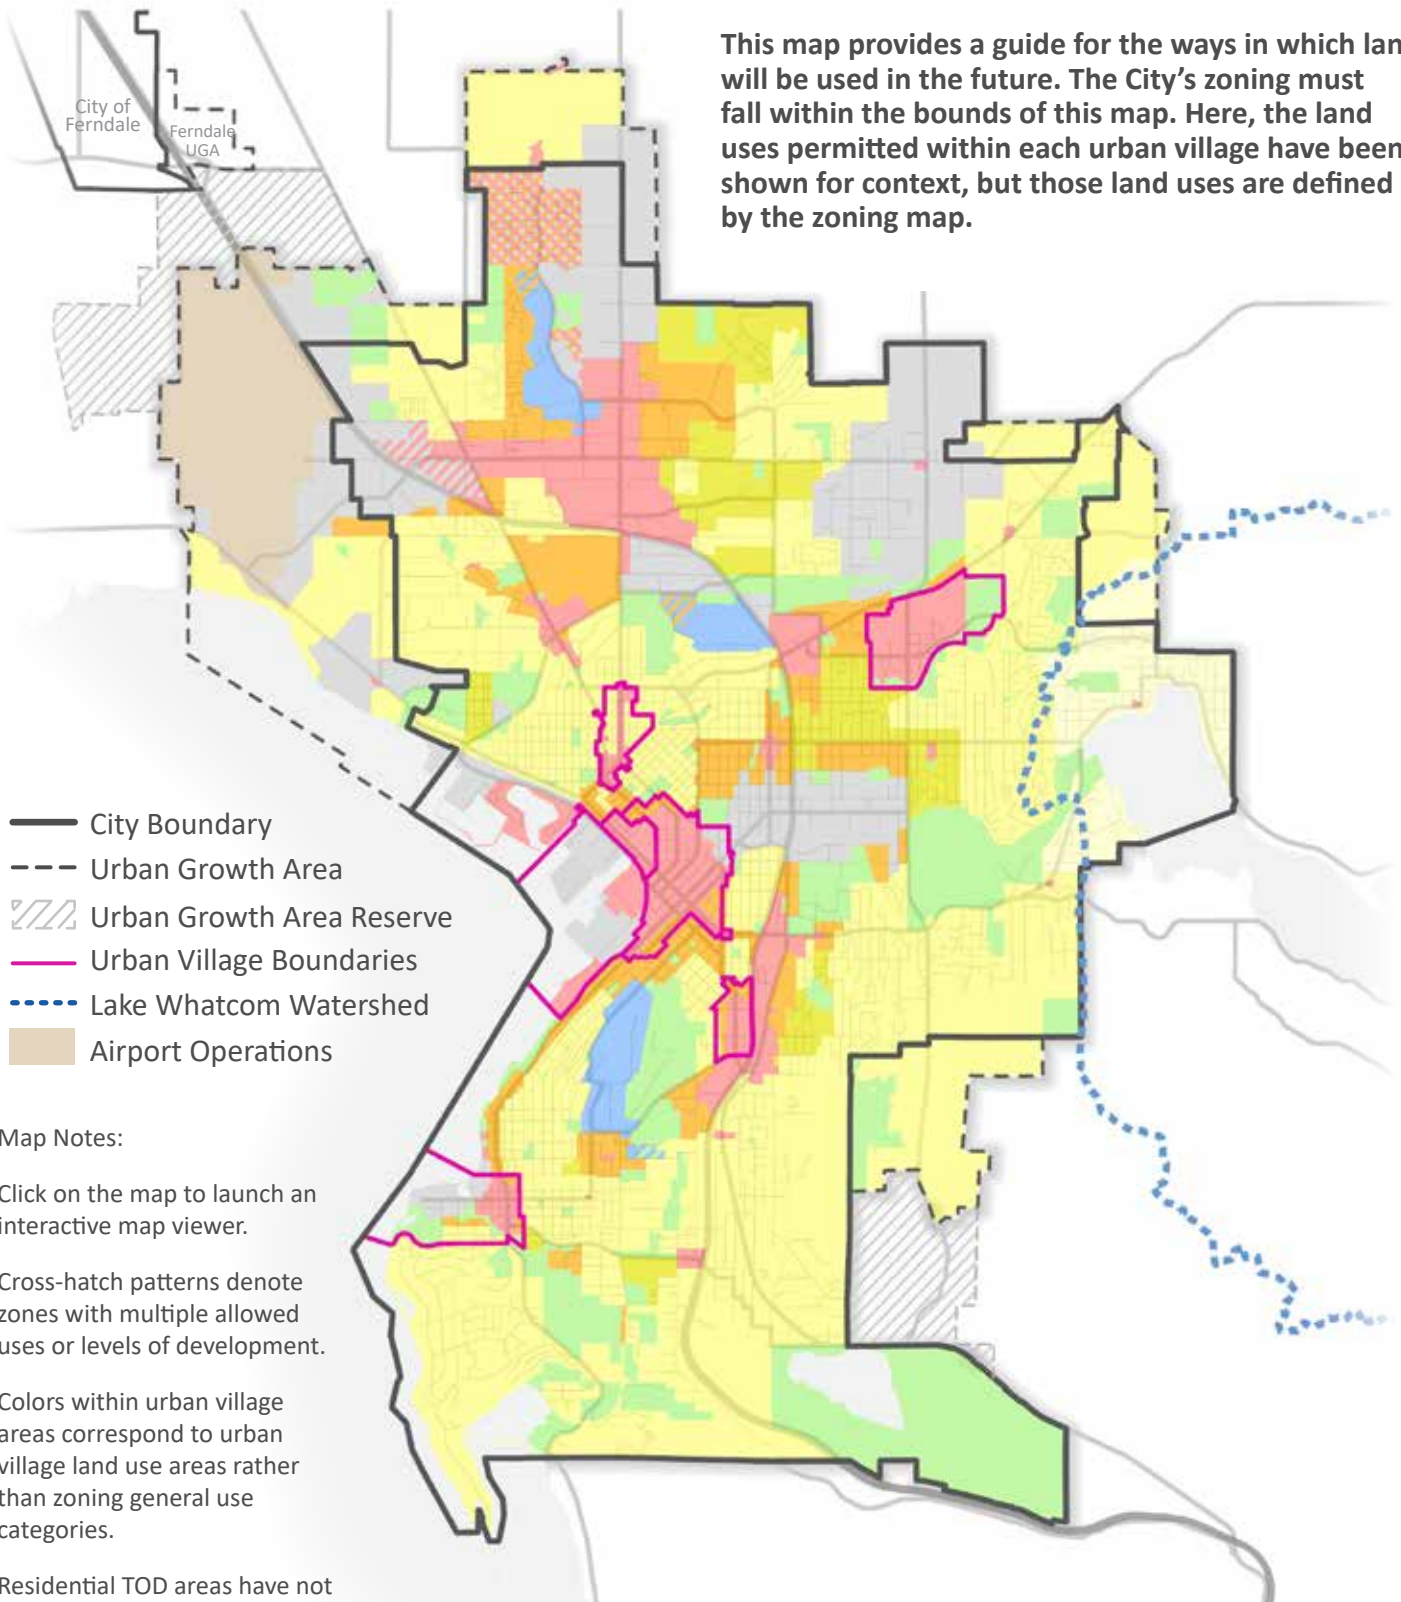 This map provides a guide for the ways in which lan
will be used in the future. The City's zoning must
fall within the bounds of this map. Here, the land
uses permitted within each urban village have been
shown for context, but those land uses are defined
by the zoning map.
City of
Ferndale
Ferndale
UGA
City Boundary
Urban Growth Area
Urban Growth Area Reserve
Urban Village Boundaries
Lake Whatcom Watershed
Airport Operations
Map Notes:
Click on the map to launch an
interactive map viewer.
Cross-hatch patterns denote
zones with multiple allowed
uses or levels of development.
Colors within urban village
areas correspond to urban
village land use areas rather
than zoning general use
categories.
Residential TOD areas have not